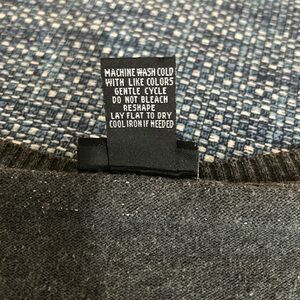 MACHINE WASH COLD
WITH LIKE COLORS
GENTLE CYCLE
DO NOT BLEACH
RESHAPE
LAY FLAT TO DRY
COOL IRON IF NEEDED